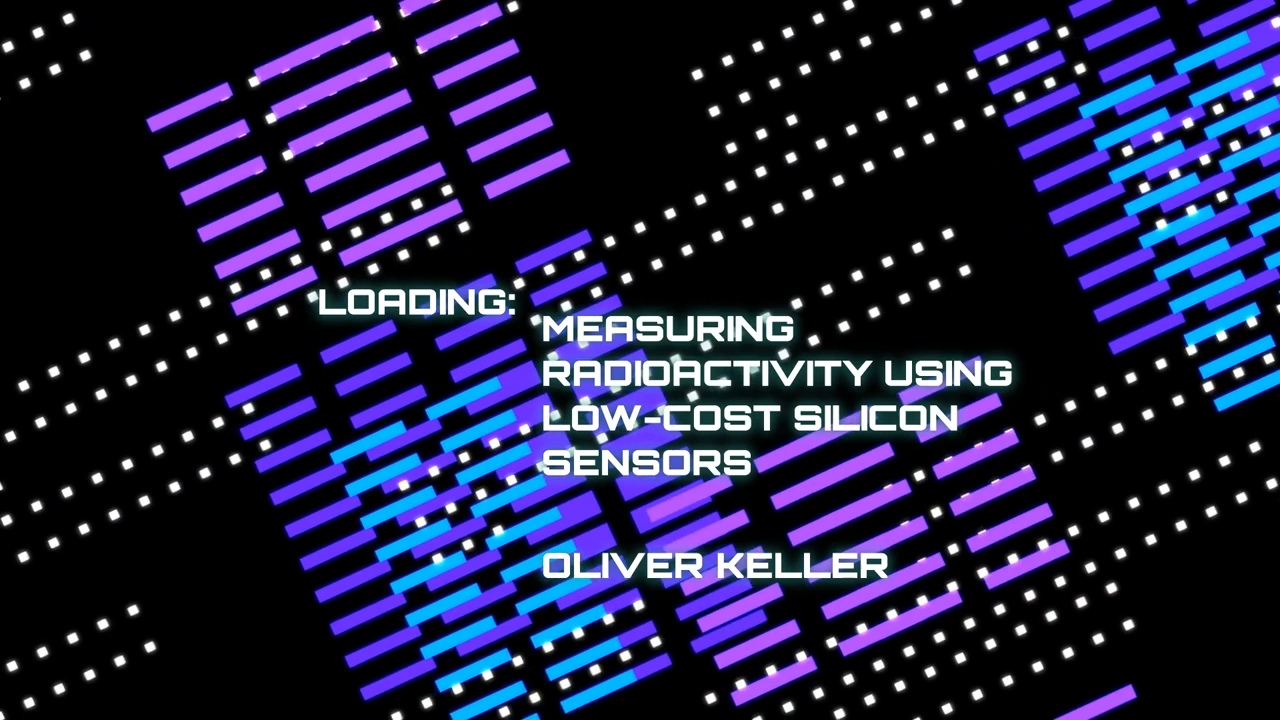 LOADING:
MEASURING
RADIOACTIVITY USING
LOW-COST SILICON
SENSORS
OLIVER KELLER